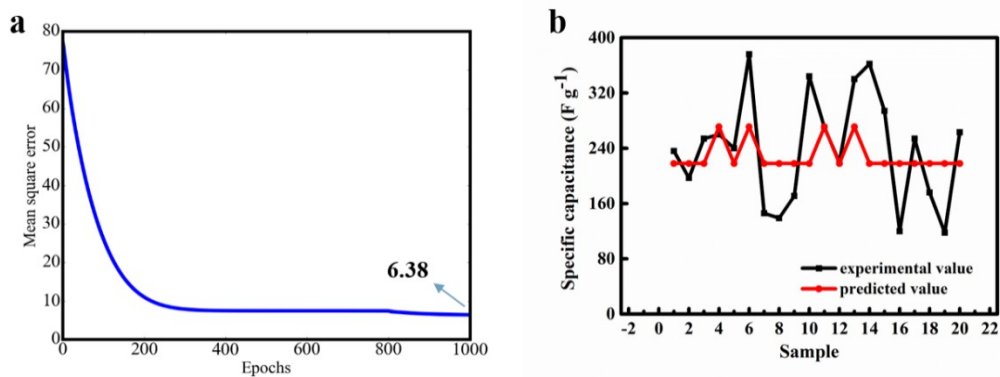 a
80
70
60
50
40
30
20
10
0
Mean square error
6.38
0 200 400 600 800 1000
Epochs
b
400
320
240
160
80
0
Specific capacitance (F g-1)
experimental value
predicted value
-2 0 2 4 6 8 10 12 14 16 18 20 22
Sample